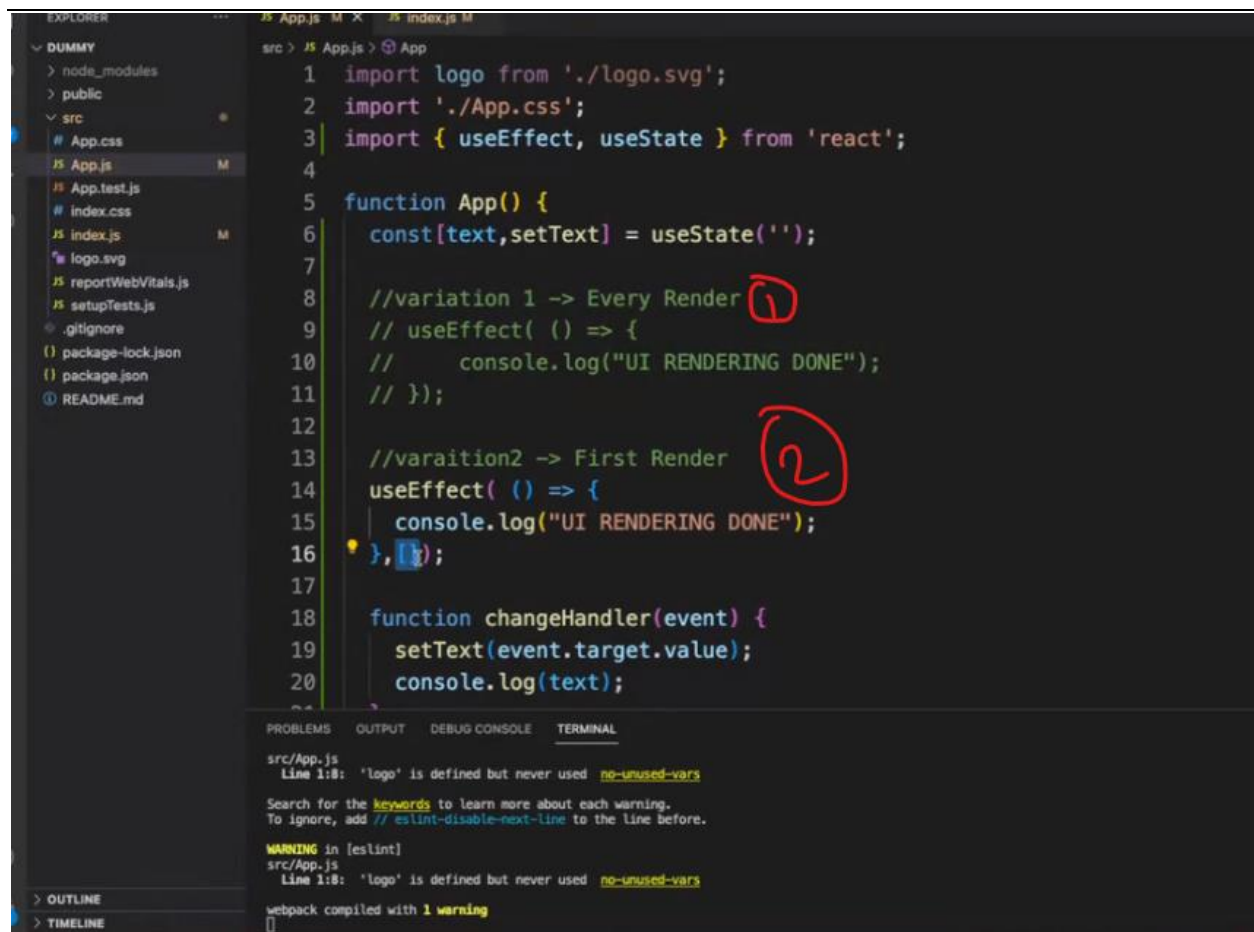 EXPLORER ...
JS App.js M X JS index.js M
DUMMY
node_modules
public
src
# App.css
JS App.js M
JS App.test.js
# index.css
JS index.js M
logo.svg
JS reportWebVitals.js
JS setupTests.js
.gitignore
{} package-lock.json
{} package.json
README.md
OUTLINE
TIMELINE
src > JS App.js > App
1 import logo from './logo.svg';
2 import './App.css';
3 import { useEffect, useState } from 'react';
4
5 function App() {
6 const[text,setText] = useState('');
7
8 //variation 1 -> Every Render 1
9 // useEffect( () => {
10 // console.log("UI RENDERING DONE");
11 // });
12
13 //varaition2 -> First Render 2
14 useEffect( () => {
15 console.log("UI RENDERING DONE");
16 },[]);
17
18 function changeHandler(event) {
19 setText(event.target.value);
20 console.log(text);
PROBLEMS OUTPUT DEBUG CONSOLE TERMINAL
src/App.js
Line 1:8: 'logo' is defined but never used no-unused-vars
Search for the keywords to learn more about each warning.
To ignore, add // eslint-disable-next-line to the line before.
WARNING in [eslint]
src/App.js
Line 1:8: 'logo' is defined but never used no-unused-vars
webpack compiled with 1 warning